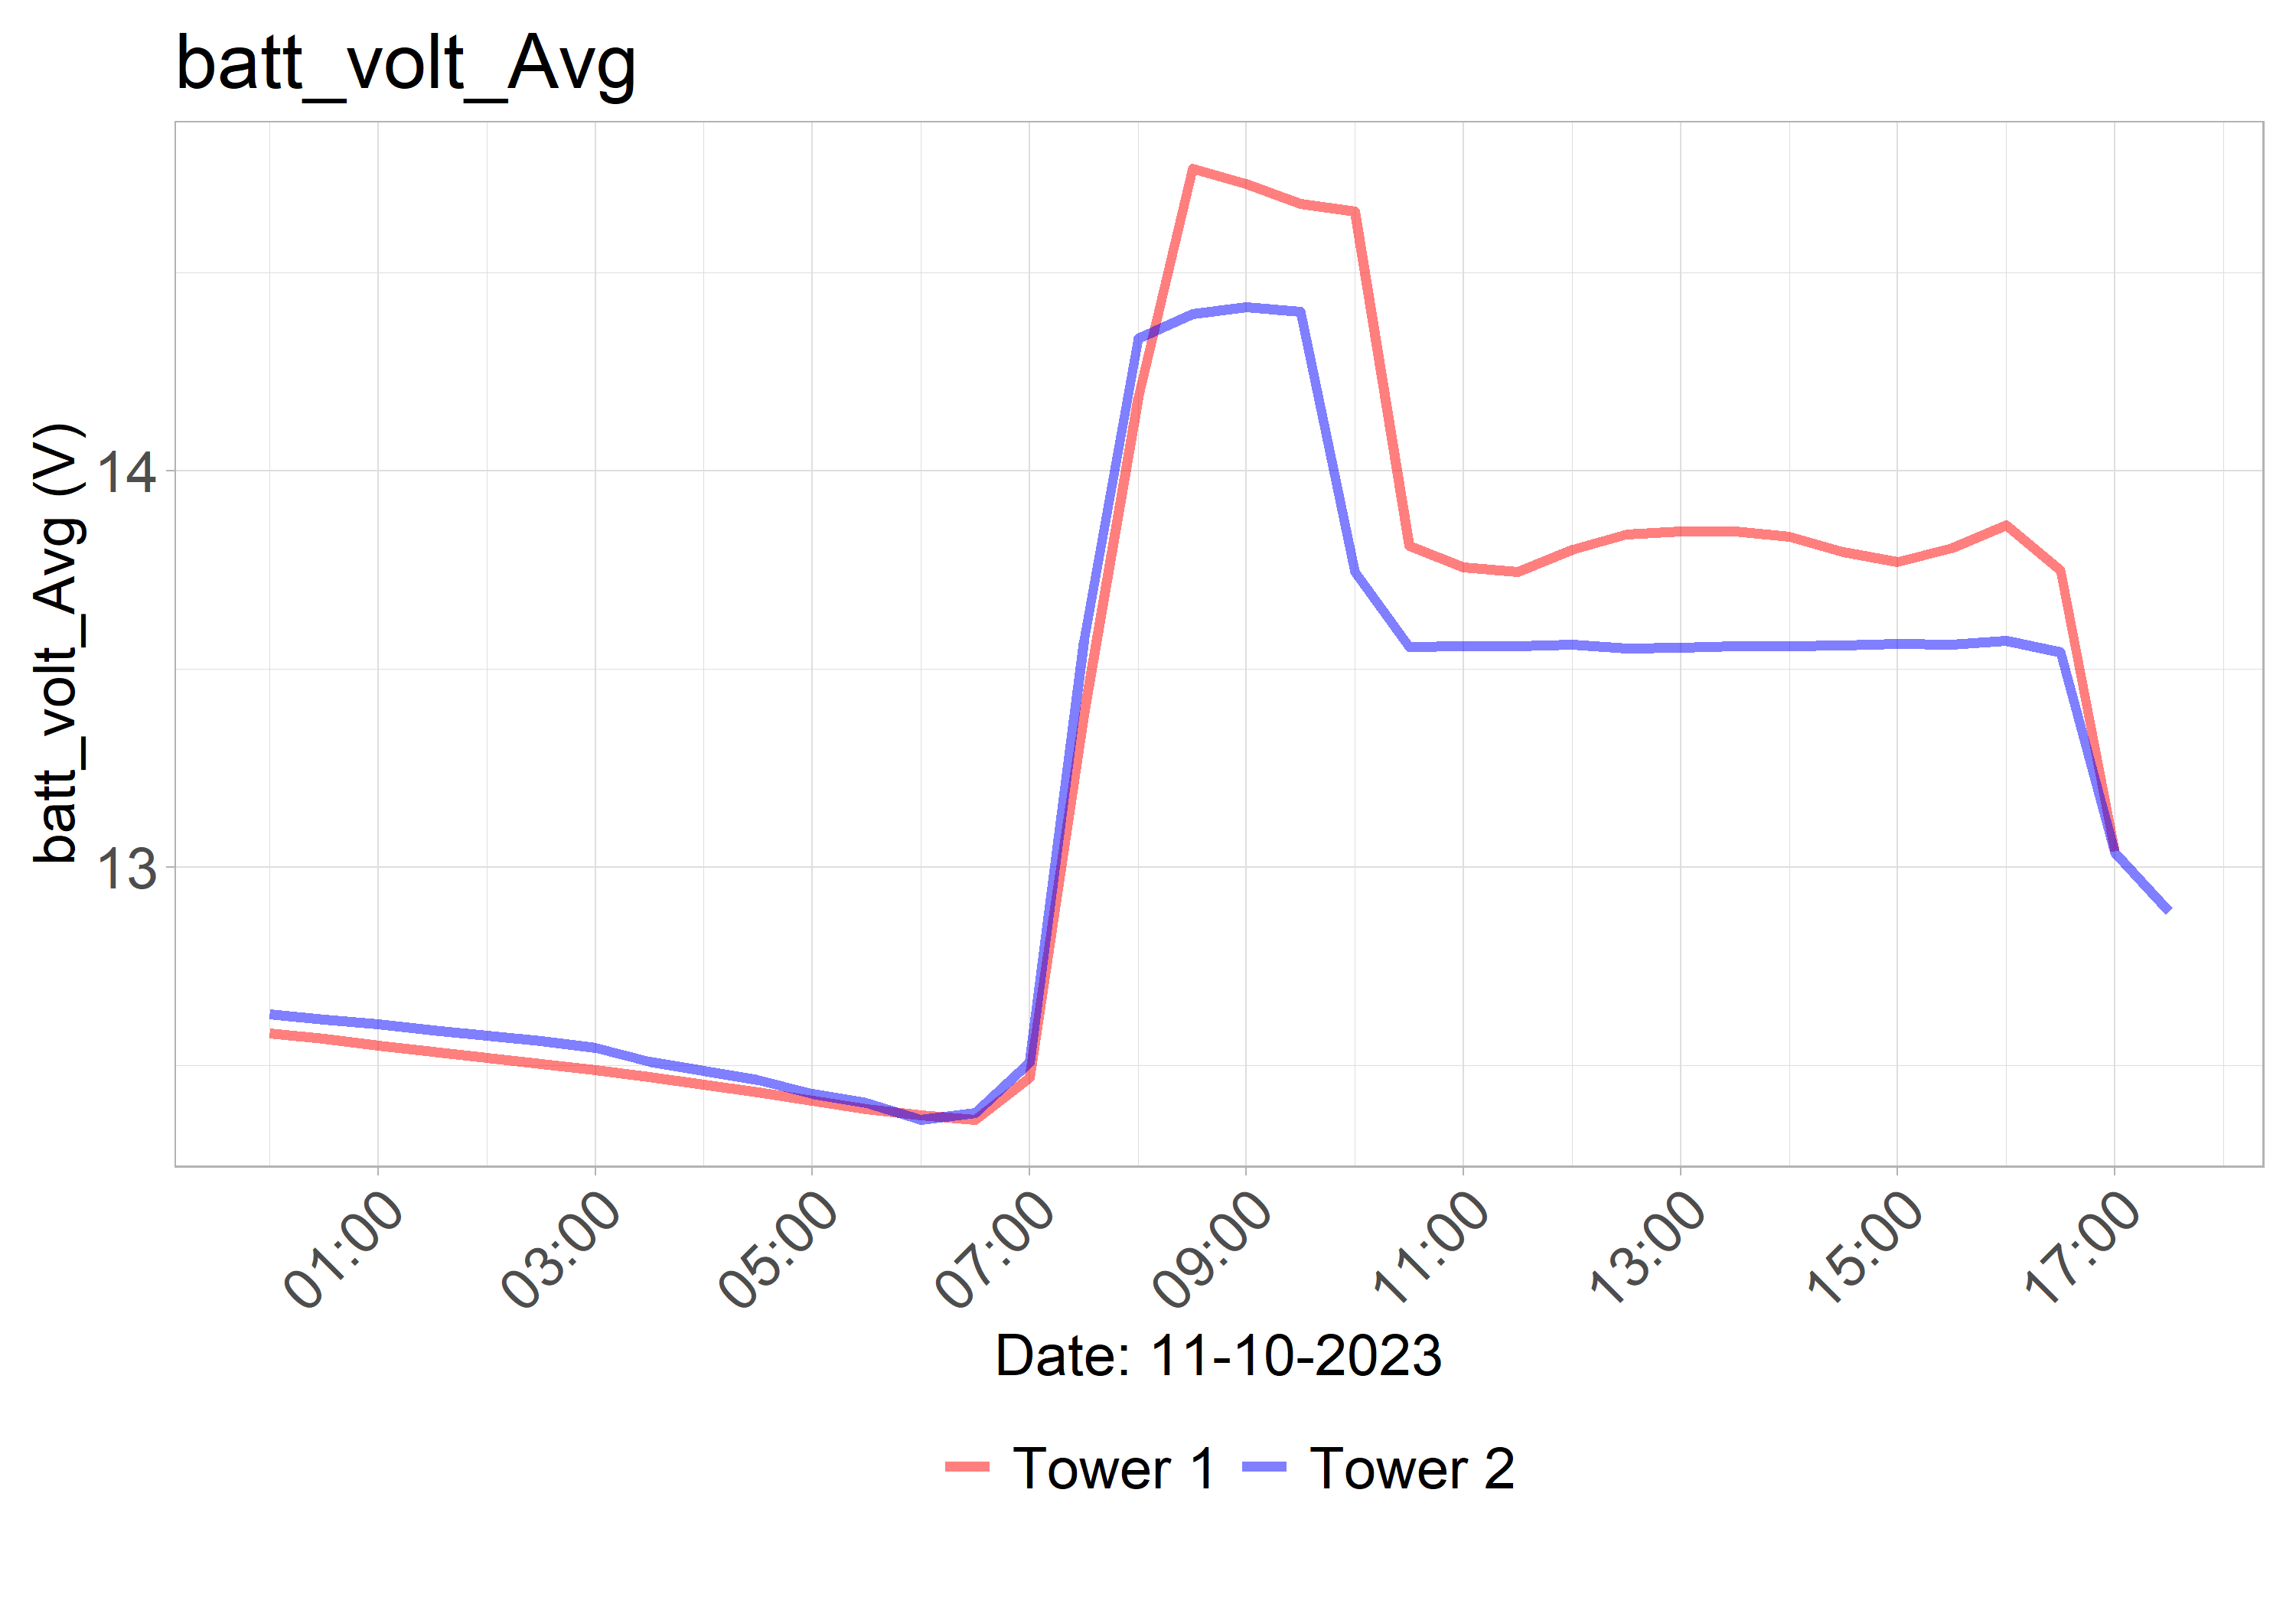 batt_volt_Avg
batt_volt_Avg (V)
14
13
01:00 03:00 05:00 07:00 09:00 11:00 13:00 15:00 17:00
Date: 11-10-2023
Tower 1 Tower 2